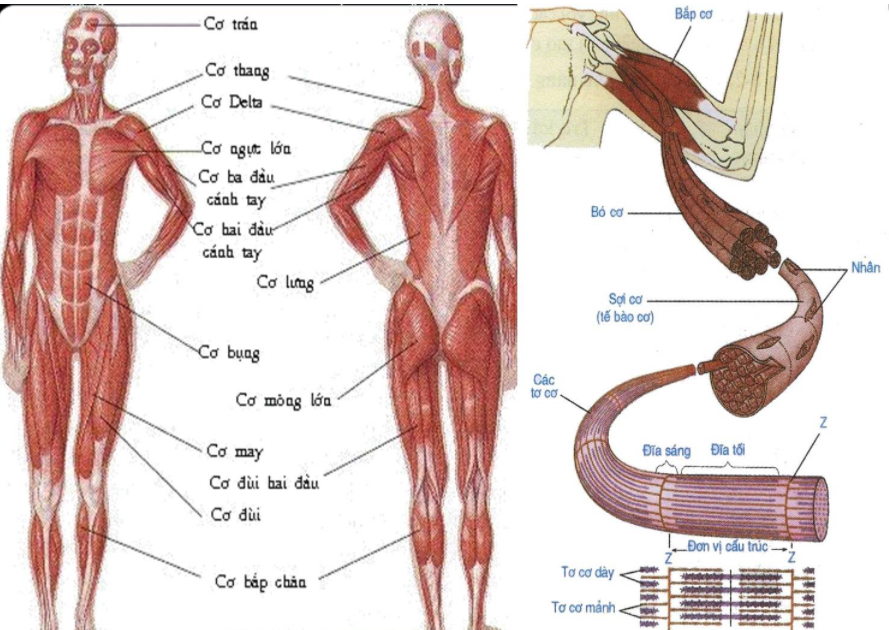 Cơ trán
Cơ thang
Cơ Delta
Cơ ngực lớn
Cơ ba đầu
cánh tay
Cơ hai đầu
cánh tay
Cơ lưng
Cơ bụng
Cơ mông lớn
Cơ may
Cơ đùi hai đầu
Cơ đùi
Cơ bắp chân
Bắp cơ
Bó cơ
Nhân
Sợi cơ
(tế bào cơ)
Các
tơ cơ
Z
Đĩa sáng
Đĩa tối
Đơn vị cấu trúc
Z
Z
Tơ cơ dày
Tơ cơ mảnh